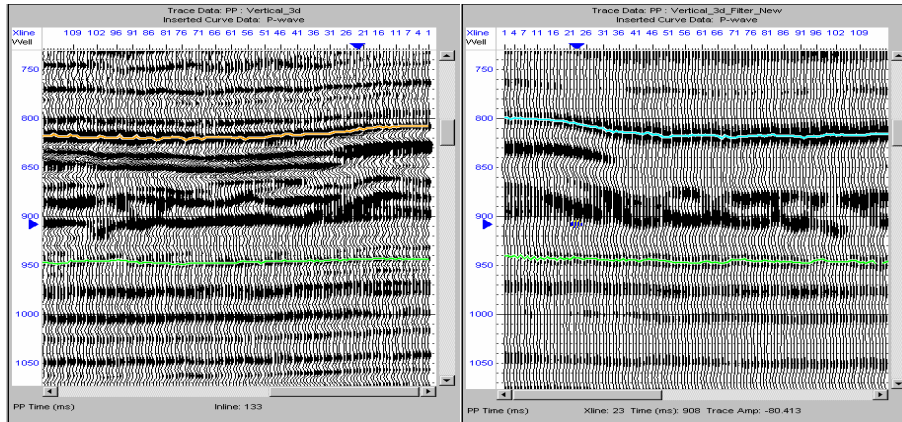 Trace Data: PP : Vertical_3d
Inserted Curve Data: P-wave
Xline 109 102 96 91 86 81 76 71 66 61 56 51 46 41 36 31 26 21 16 11 7 4 1
Well
750
800
850
900
950
1000
1050
PP Time (ms) Inline: 133
Trace Data: PP : Vertical_3d_Filter_New
Inserted Curve Data: P-wave
Xline 1 4 7 11 16 21 26 31 36 41 46 51 56 61 66 71 76 81 86 91 96 102 109
Well
750
800
850
900
950
1000
1050
PP Time (ms) Xline: 23 Time (ms): 908 Trace Amp: -80.413